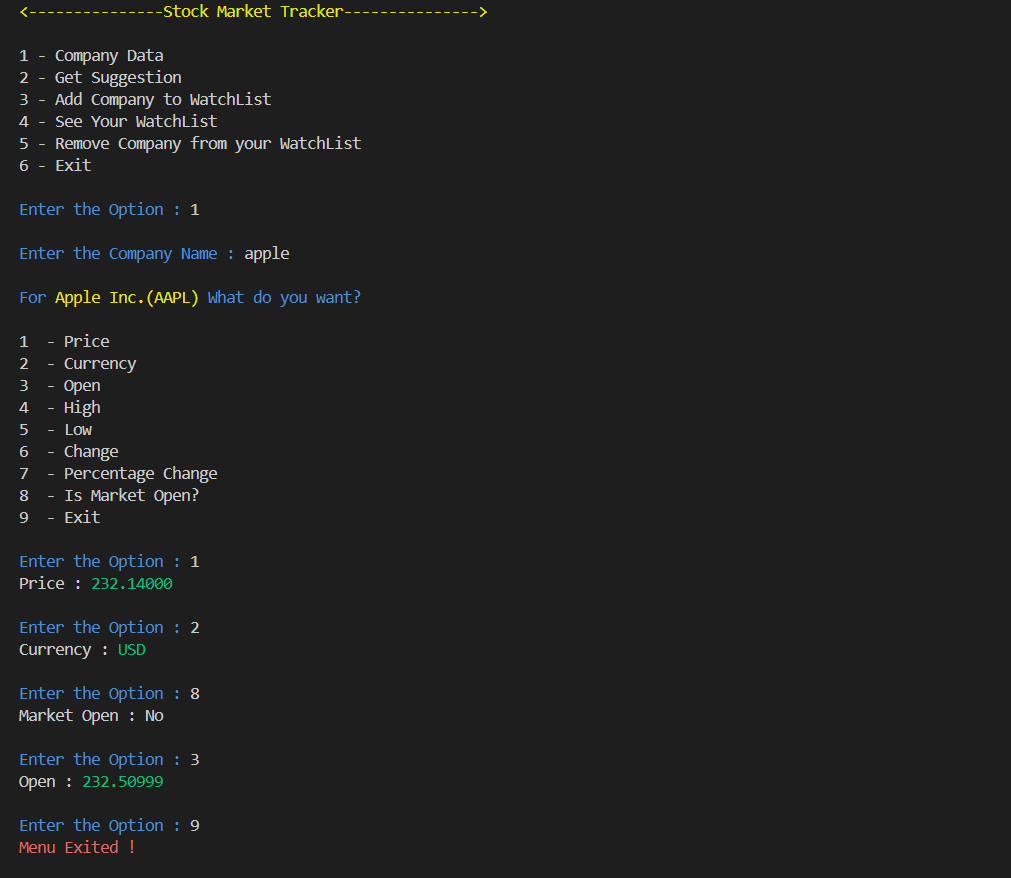 <---------------Stock Market Tracker--------------->
1 - Company Data
2 - Get Suggestion
3 - Add Company to WatchList
4 - See Your WatchList
5 - Remove Company from your WatchList
6 - Exit
Enter the Option : 1
Enter the Company Name : apple
For Apple Inc.(AAPL) What do you want?
1  - Price
2  - Currency
3  - Open
4  - High
5  - Low
6  - Change
7  - Percentage Change
8  - Is Market Open?
9  - Exit
Enter the Option : 1
Price : 232.14000
Enter the Option : 2
Currency : USD
Enter the Option : 8
Market Open : No
Enter the Option : 3
Open : 232.50999
Enter the Option : 9
Menu Exited !